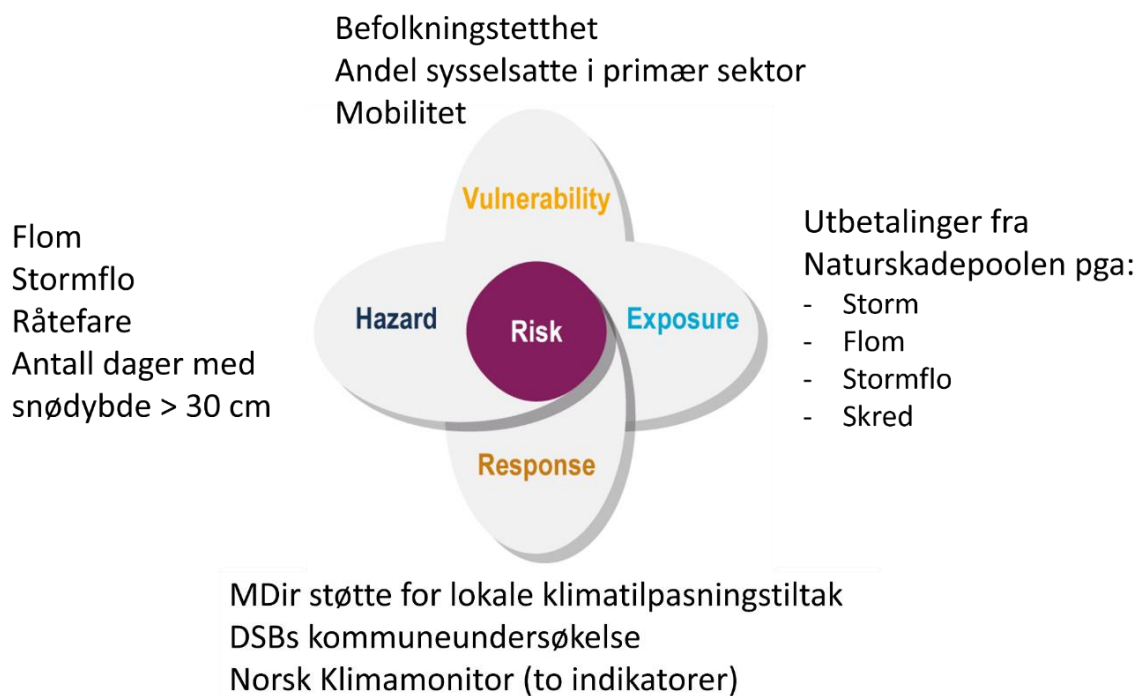 Befolkningstetthet
Andel sysselsatte i primær sektor
Mobilitet
Vulnerability
Flom
Stormflo
Råtefare
Antall dager med
snødybde > 30 cm
Hazard
Risk
Exposure
Utbetalinger fra
Naturskadepoolen pga:
- Storm
- Flom
- Stormflo
- Skred
Response
MDir støtte for lokale klimatilpasningstiltak
DSBs kommuneundersøkelse
Norsk Klimamonitor (to indikatorer)